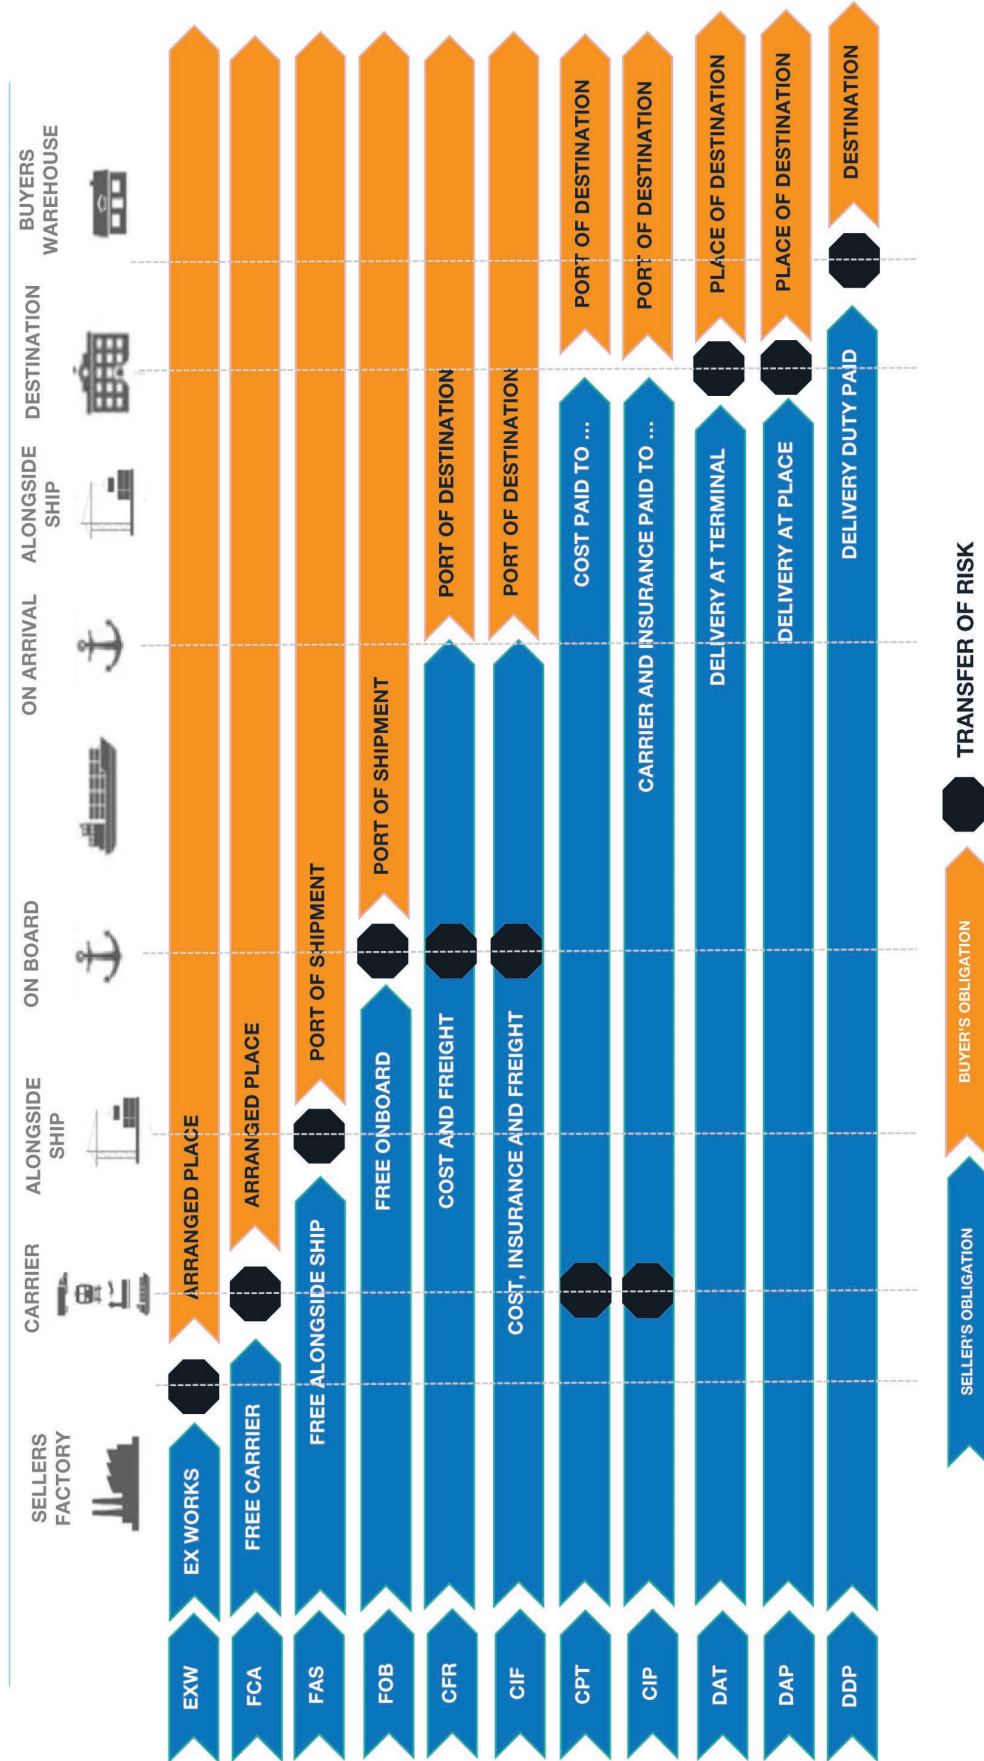 SELLERS
FACTORY
CARRIER
ALONGSIDE
SHIP
ON BOARD
ON ARRIVAL
ALONGSIDE
SHIP
DESTINATION
BUYERS
WAREHOUSE
EXW
EX WORKS
ARRANGED PLACE
FCA
FREE CARRIER
ARRANGED PLACE
FAS
FREE ALONGSIDE SHIP
PORT OF SHIPMENT
FOB
FREE ONBOARD
PORT OF SHIPMENT
CFR
COST AND FREIGHT
PORT OF DESTINATION
CIF
COST, INSURANCE AND FREIGHT
PORT OF DESTINATION
CPT
COST PAID TO ...
PORT OF DESTINATION
CIP
CARRIER AND INSURANCE PAID TO ...
PORT OF DESTINATION
DAT
DELIVERY AT TERMINAL
PLACE OF DESTINATION
DAP
DELIVERY AT PLACE
PLACE OF DESTINATION
DDP
DELIVERY DUTY PAID
DESTINATION
SELLER'S OBLIGATION
BUYER'S OBLIGATION
TRANSFER OF RISK